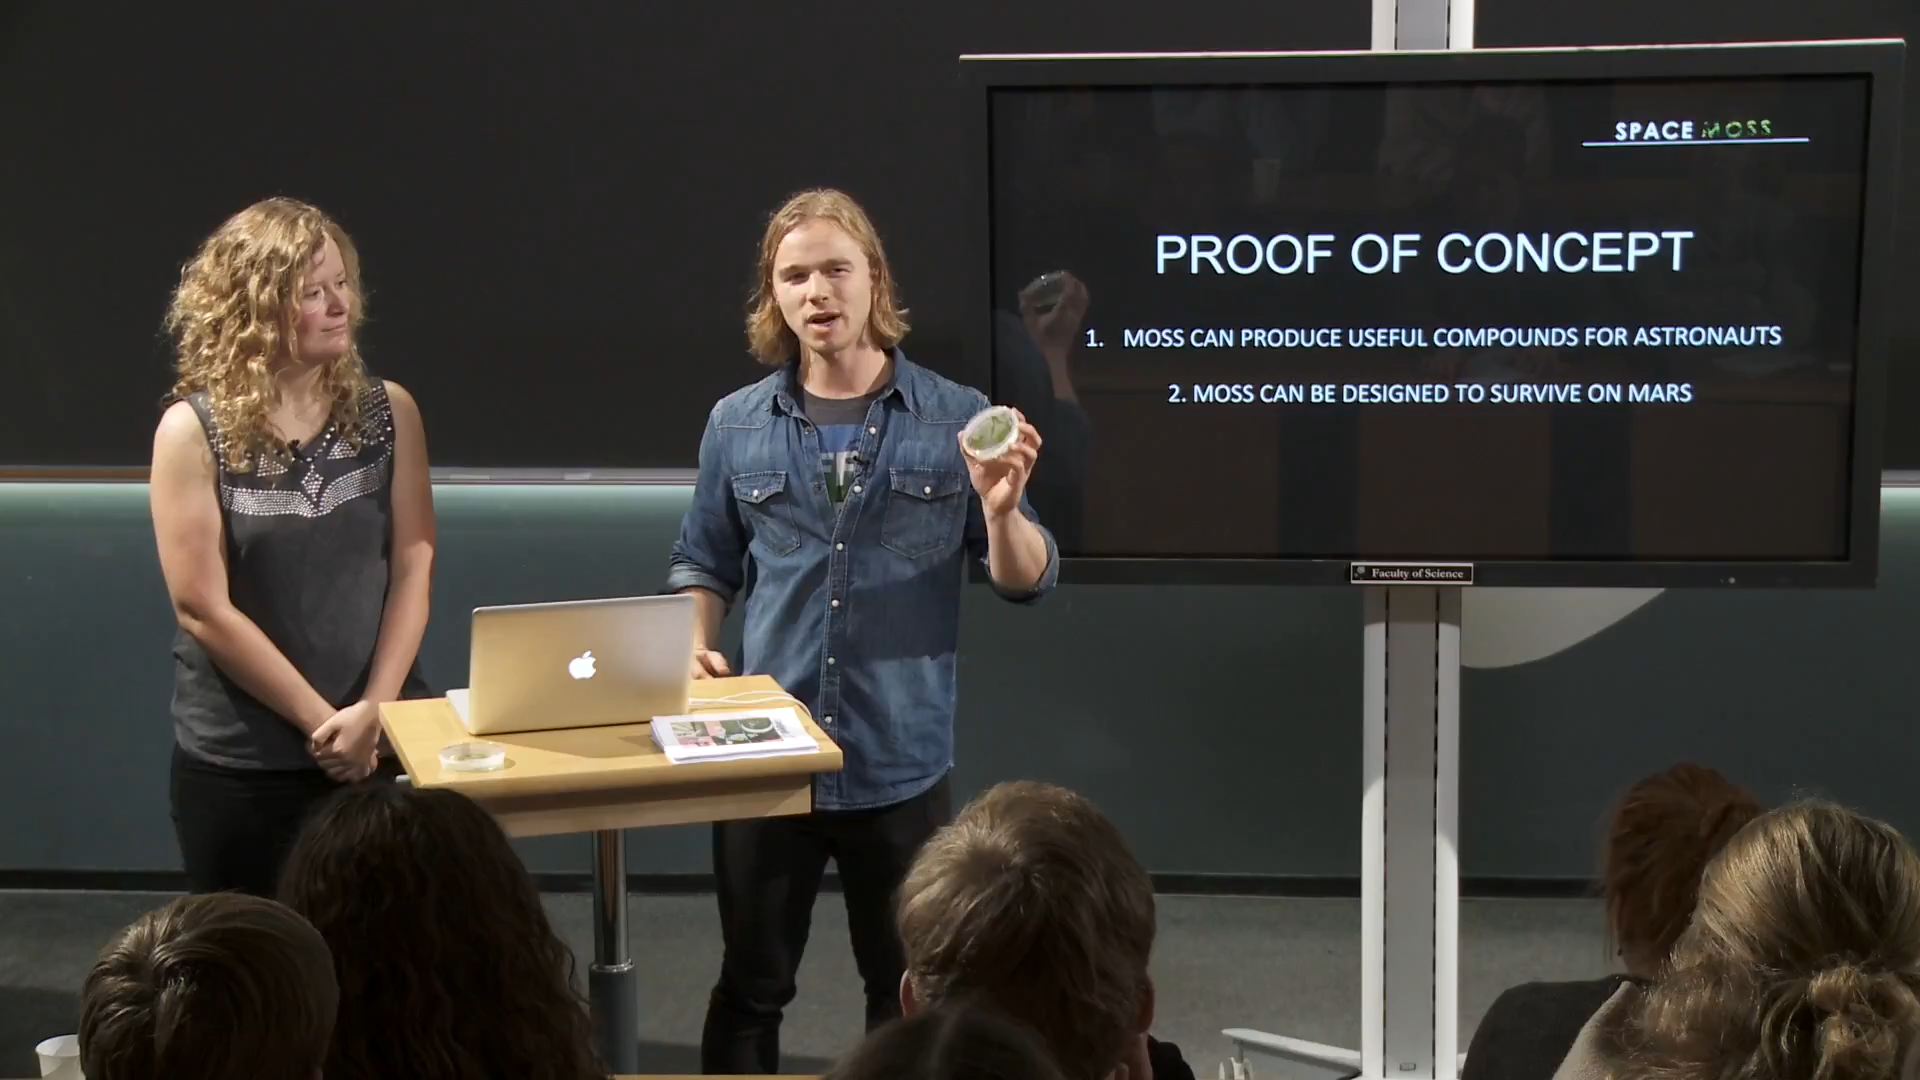 SPACE MOSS
PROOF OF CONCEPT
1. MOSS CAN PRODUCE USEFUL COMPOUNDS FOR ASTRONAUTS
2. MOSS CAN BE DESIGNED TO SURVIVE ON MARS
Faculty of Science